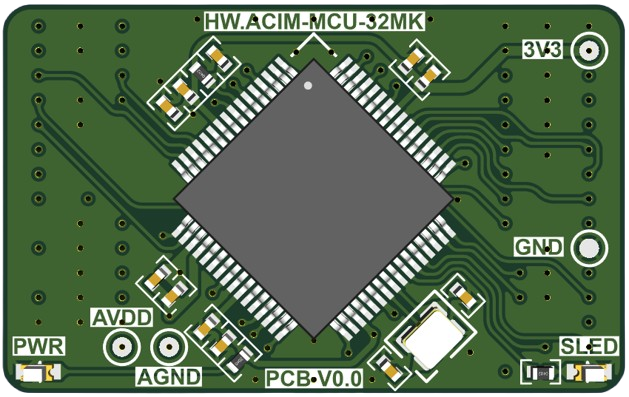 HW.ACIM-MCU-32MK
3V3
GND
AVDD
PWR
AGND
PCB-V0.0
SLED